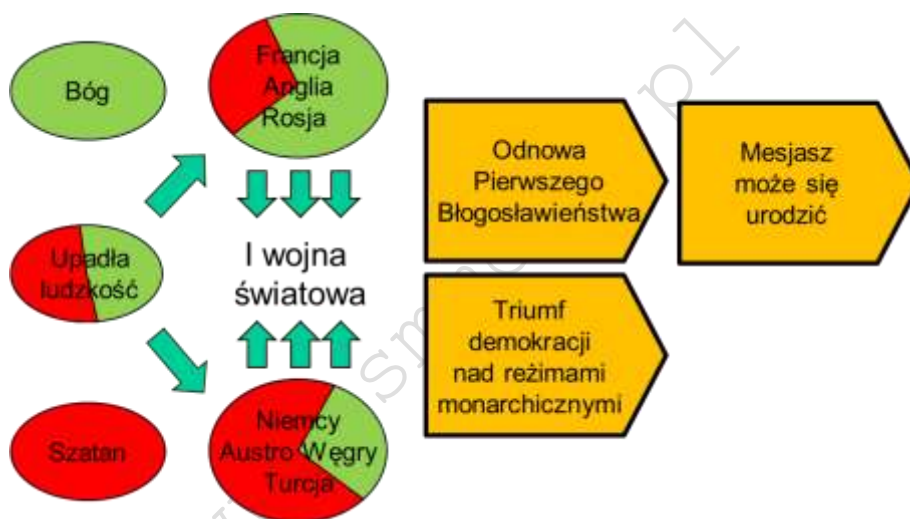 Bóg
Francja
Anglia
Rosja
Upadła
ludzkość
I wojna
światowa
Szatan
Niemcy
Austro Węgry
Turcja
Odnowa
Pierwszego
Błogosławieństwa
Mesjasz
może się
urodzić
Triumf
demokracji
nad reżimami
monarchicznymi